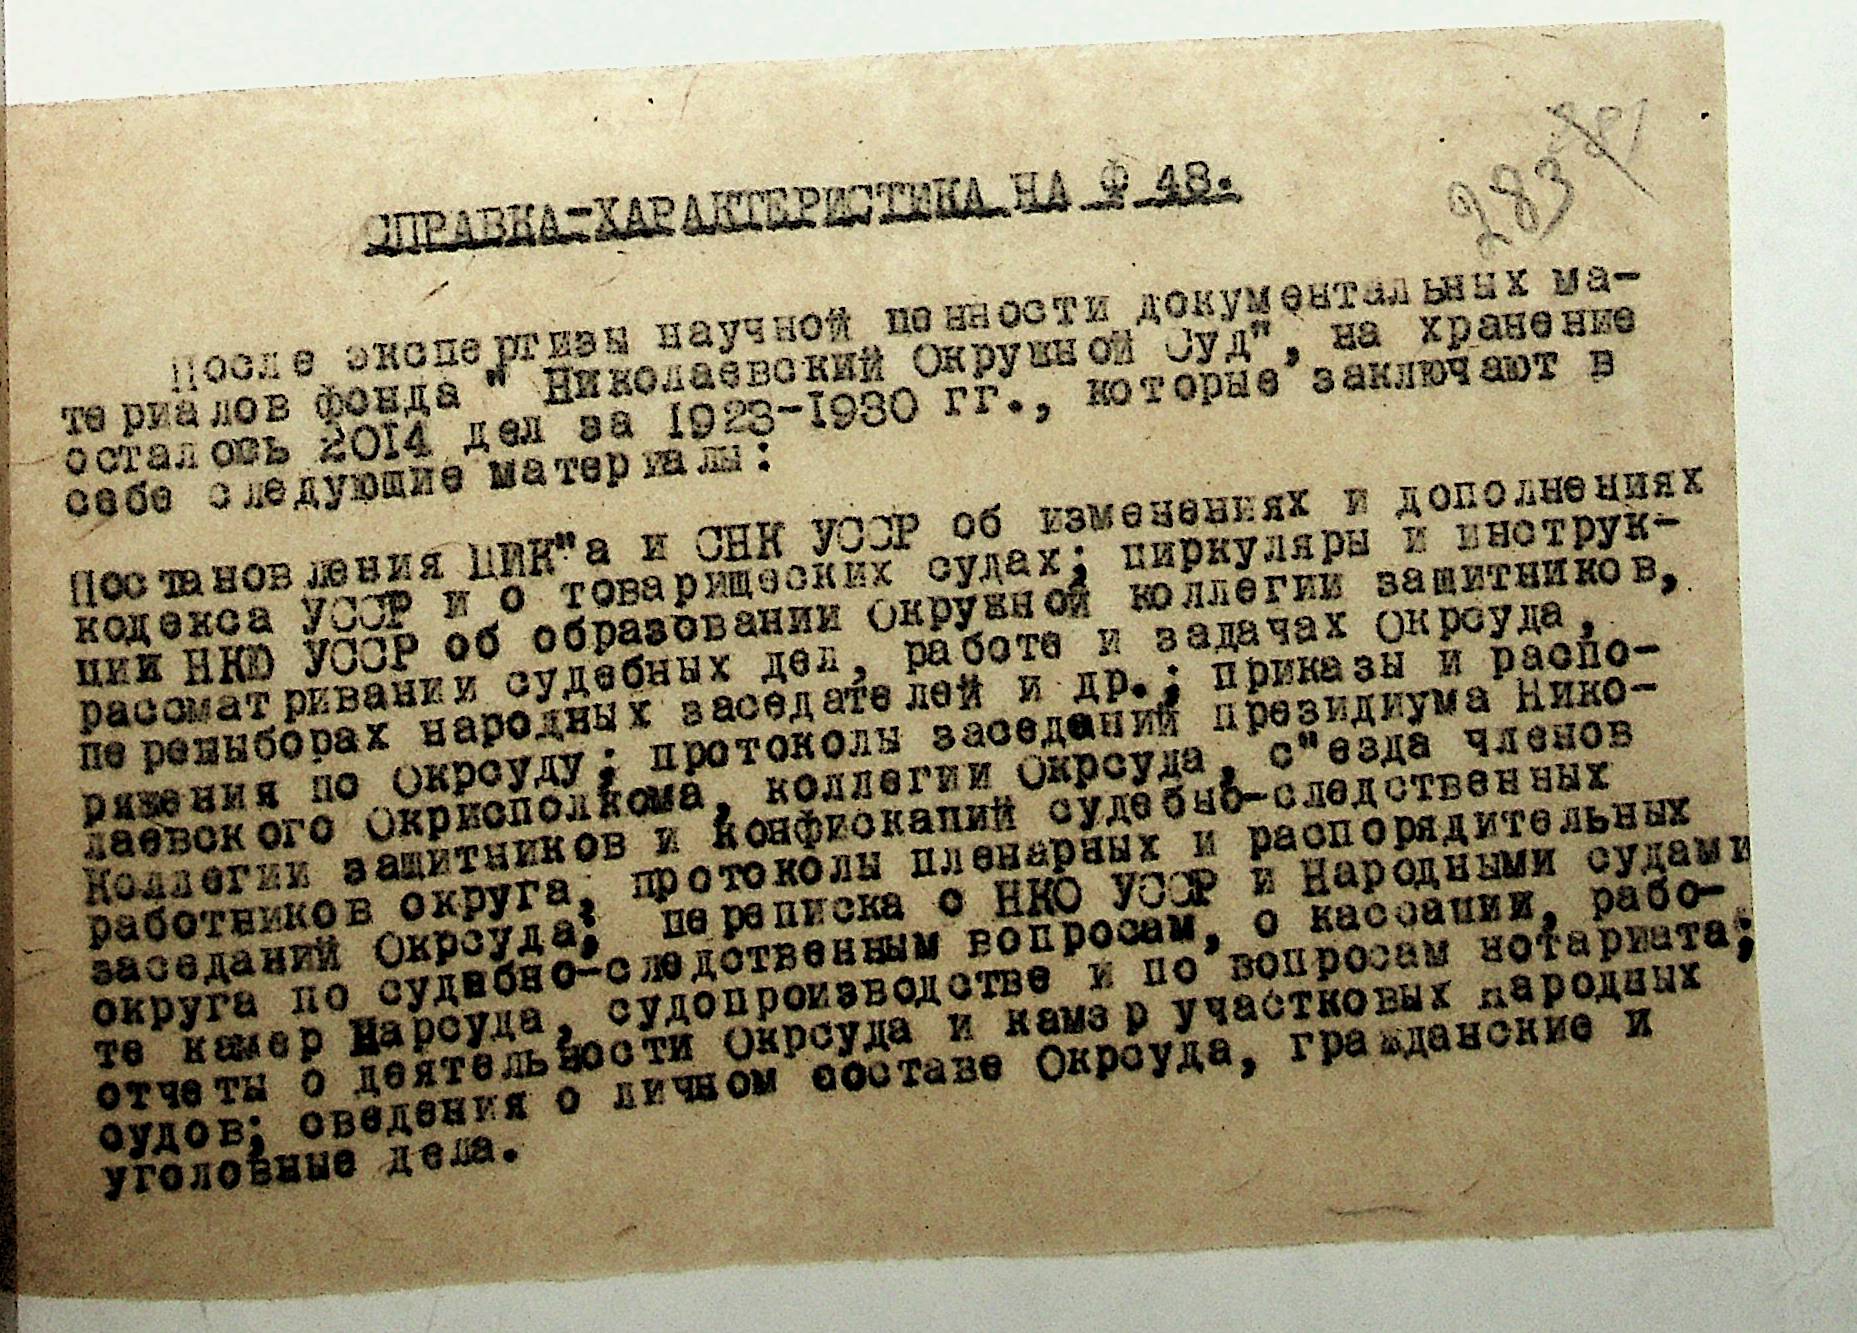 283
СПРАВКА-ХАРАКТЕРИСТИКА НА Ф 48.
После экспертизы научной ценности документальных ма-
териалов фонда " Николаевский Окружной Суд", на хранение
осталось 2014 дел за 1923-1930 гг., которые заключают в
себе следующие материалы:
Постановления ЦИК"а и СНК УССР об изменениях и дополнениях
кодекса УССР и о товарищеских судах; циркуляры и инструк-
ции НКЮ УССР об образовании Окружной коллегии защитников,
рассматривании судебных дел, работе и задачах Окрсуда,
перевыборах народных заседателей и др.; приказы и распо-
ряжения по Окрсуду; протоколы заседаний президиума Нико-
лаевского Окрисполкома, коллегии Окрсуда, с"езда членов
Коллегии защитников и конфискаций судебно-следственных
работников округа, протоколы пленарных и распорядительных
заседаний Окрсуда; переписка с НКО УССР и Народными судами
округа по судебно-следственным вопросам, о кассации, рабо-
те камер Нарсуда, судопроизводстве и по вопросам нотариата;
отчеты о деятельности Окрсуда и камэр участковых народных
судов; сведения о личном составе Окрсуда, гражданские и
уголовные дела.